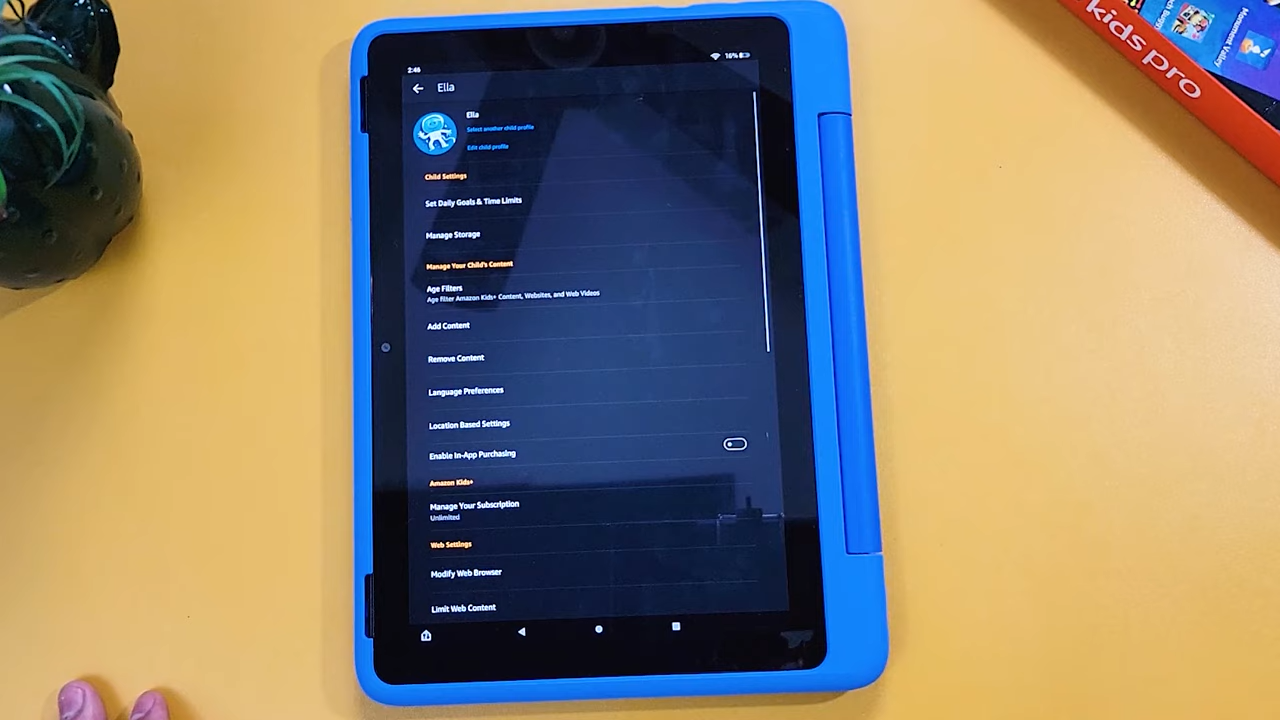 2:46
16%
Ella
Ella
Select another child profile
Edit child profile
Child Settings
Set Daily Goals & Time Limits
Manage Storage
Manage Your Child's Content
Age Filters
Age filter Amazon Kids+ Content, Websites, and Web Videos
Add Content
Remove Content
Language Preferences
Location Based Settings
Enable In-App Purchasing
Amazon Kids+
Manage Your Subscription
Unlimited
Web Settings
Modify Web Browser
Limit Web Content
kids pro
Monument Valley